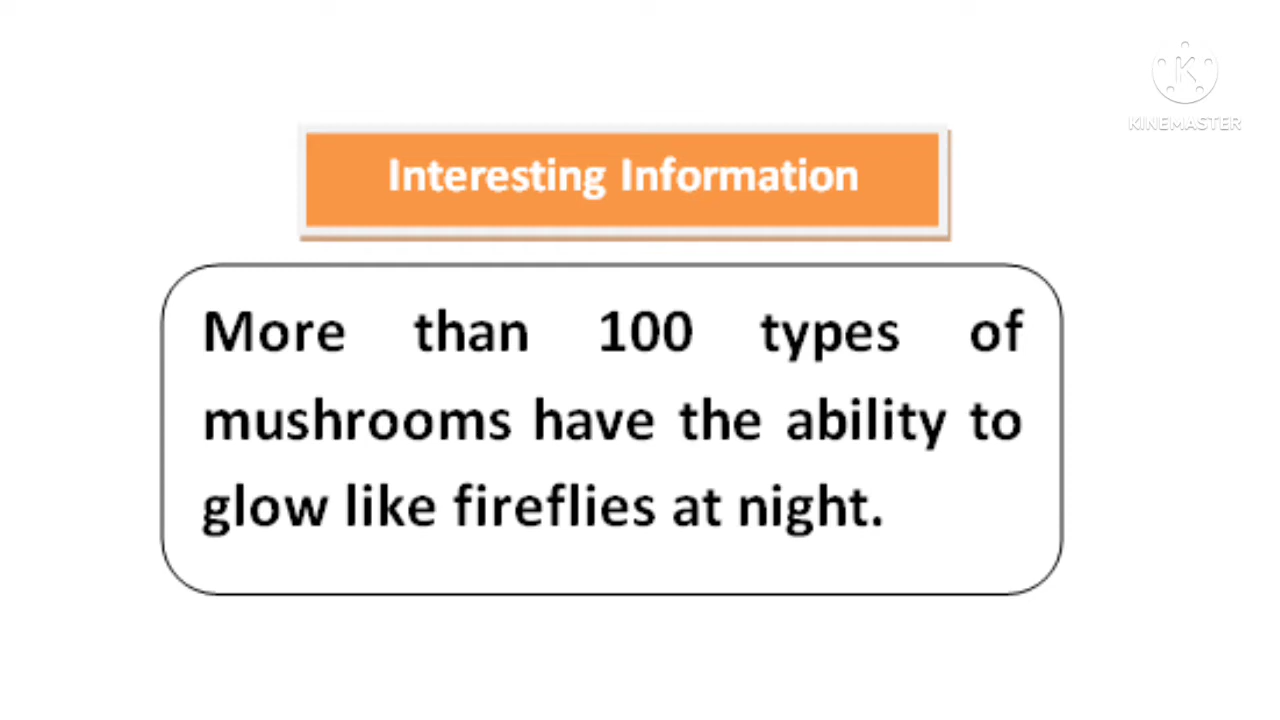 KINEMASTER
Interesting Information
More than 100 types of
mushrooms have the ability to
glow like fireflies at night.